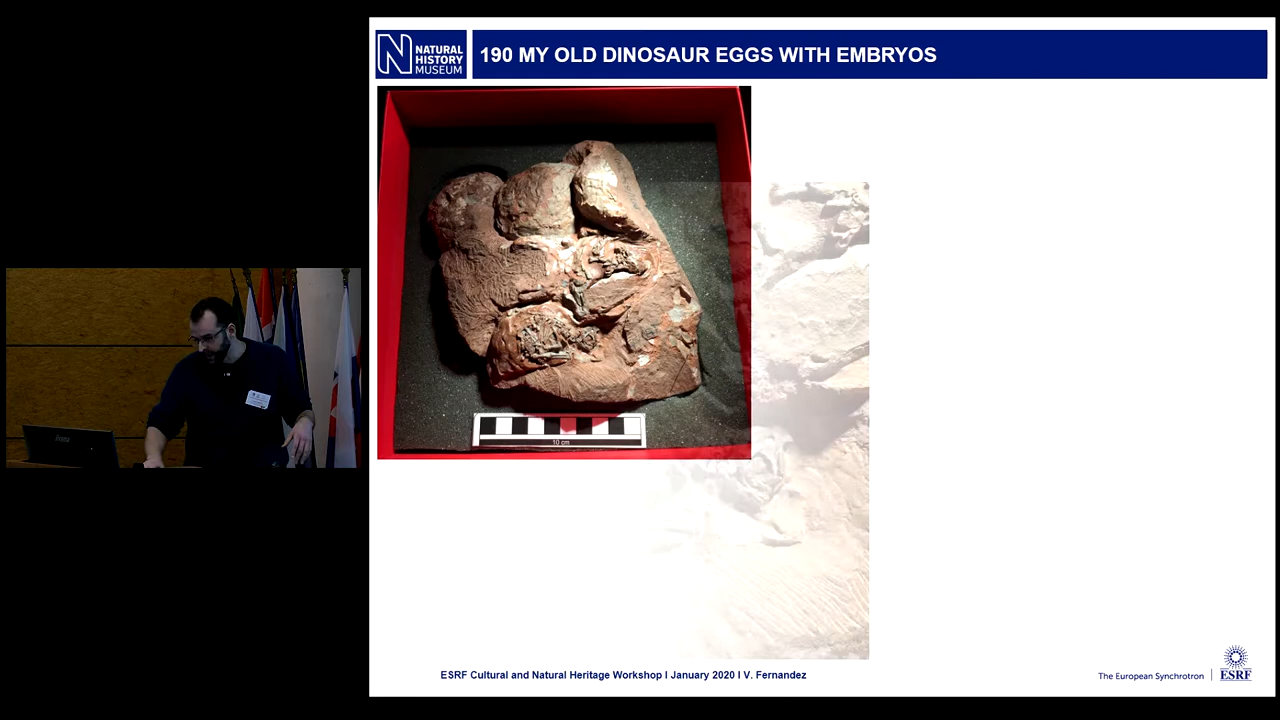 NATURAL
HISTORY
MUSEUM
190 MY OLD DINOSAUR EGGS WITH EMBRYOS
10 cm
ESRF Cultural and Natural Heritage Workshop I January 2020 I V. Fernandez
The European Synchrotron
ESRF